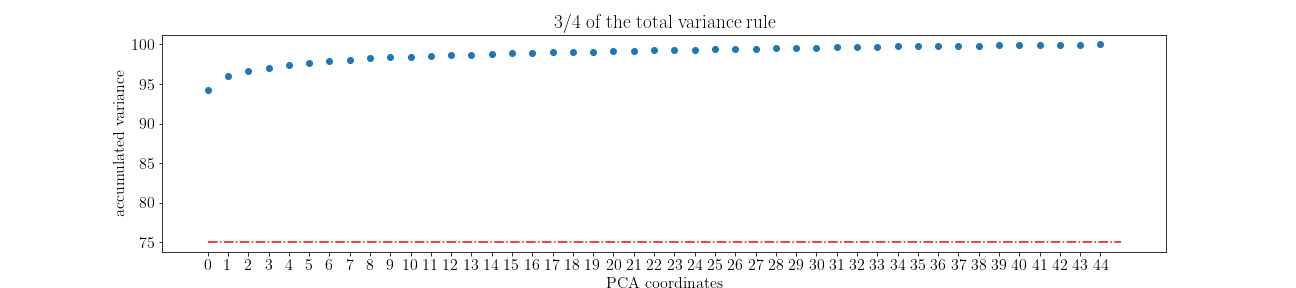 3/4 of the total variance rule
accumulated variance
100
95
90
85
80
75
0 1 2 3 4 5 6 7 8 9 10 11 12 13 14 15 16 17 18 19 20 21 22 23 24 25 26 27 28 29 30 31 32 33 34 35 36 37 38 39 40 41 42 43 44
PCA coordinates